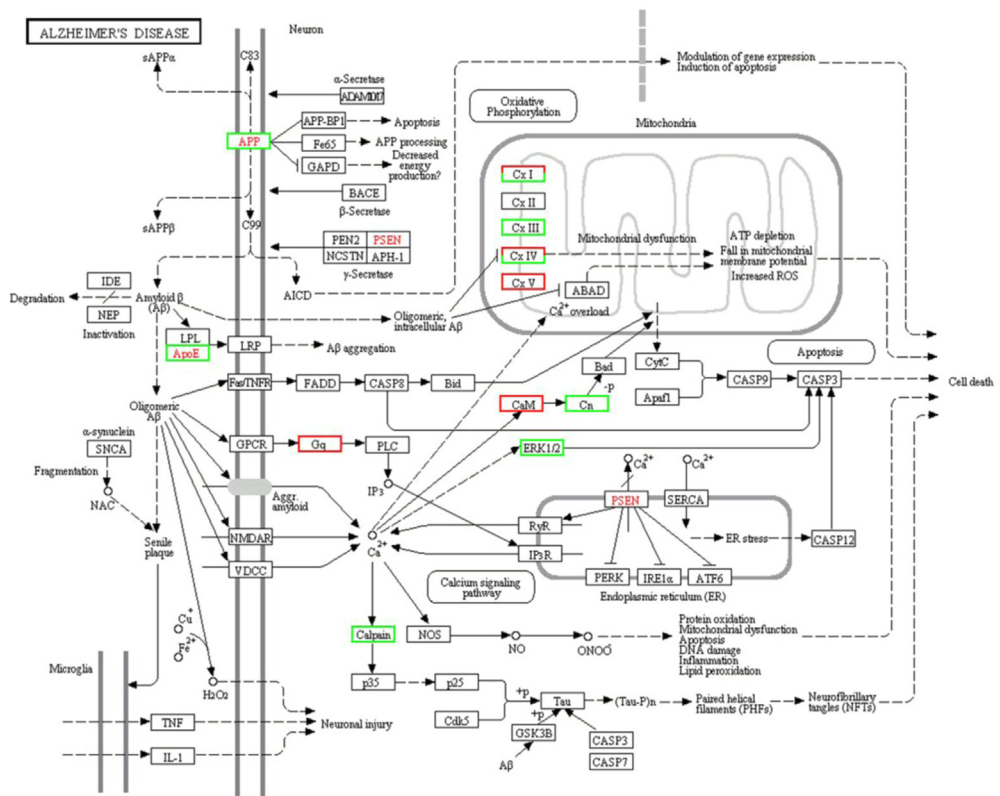 ALZHEIMER'S DISEASE
Neuron
sAPPα
C83
α-Secretase
ADAM10/17
APP-BP1
Apoptosis
APP
Fe65
APP processing
GAPD
Decreased
energy
production?
BACE
β-Secretase
sAPPβ
C99
PEN2
PSEN
NCSTN
APH-1
γ-Secretase
AICD
Modulation of gene expression
Induction of apoptosis
Oxidative
Phosphorylation
Mitochondria
Cx I
Cx II
Cx III
Cx IV
Cx V
Mitochondrial dysfunction
ATP depletion
Fall in mitochondrial
membrane potential
Increased ROS
ABAD
Ca2+ overload
IDE
Degradation
NEP
Inactivation
Amyloid β
(Aβ)
Oligomeric,
intracellular Aβ
LPL
ApoE
LRP
Aβ aggregation
Bad
CytC
Apoptosis
Fas/TNFR
FADD
CASP8
Bid
CaM
Cn
-p
Apaf1
CASP9
CASP3
Cell death
Oligomeric
Aβ
α-synuclein
SNCA
Fragmentation
NAC
GPCR
Gq
PLC
ERK1/2
IP3
Aggr.
amyloid
Ca2+
Ca2+
PSEN
SERCA
RyR
IP3R
ER stress
CASP12
Senile
plaque
NMDAR
VDCC
Ca2+
PERK
IRE1α
ATF6
Endoplasmic reticulum (ER)
Calcium signaling
pathway
Cu+
Fe2+
H2O2
Calpain
NOS
NO
ONOO-
Protein oxidation
Mitochondrial dysfunction
Apoptosis
DNA damage
Inflammation
Lipid peroxidation
Microglia
p35
p25
Cdk5
+p
Tau
(Tau-P)n
Paired helical
filaments (PHFs)
Neurofibrillary
tangles (NFTs)
TNF
Neuronal injury
+p
GSK3B
CASP3
CASP7
IL-1
Aβ